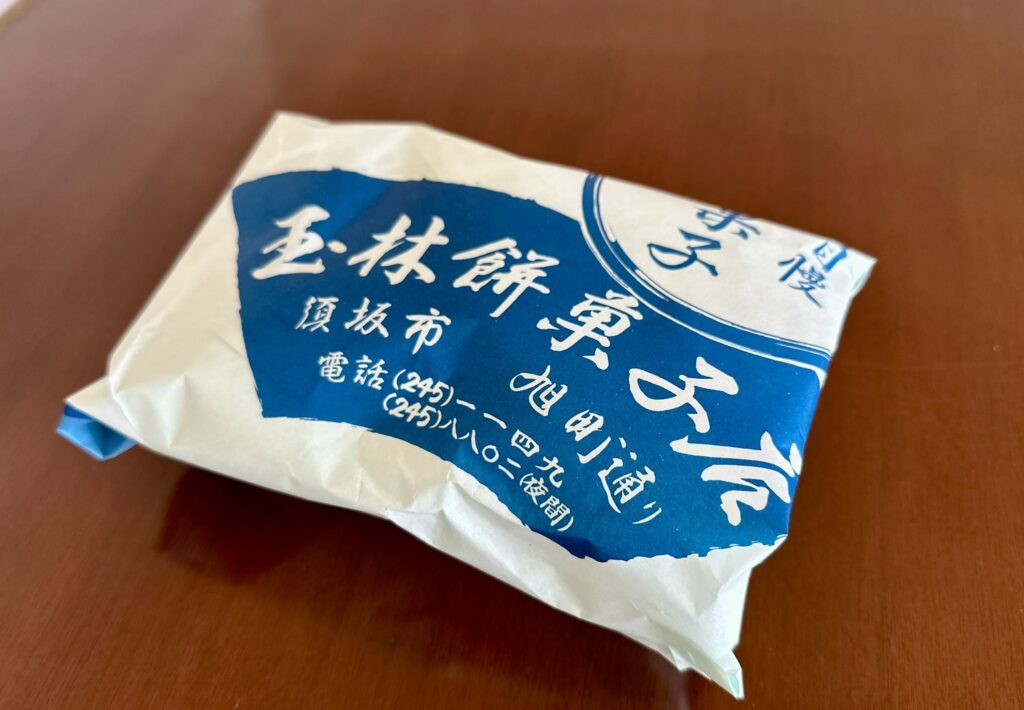 玉林餅菓子店
須坂市 旭町通り
電話(245)一一四九
(245)八八〇二(夜間)
自慢
菓子